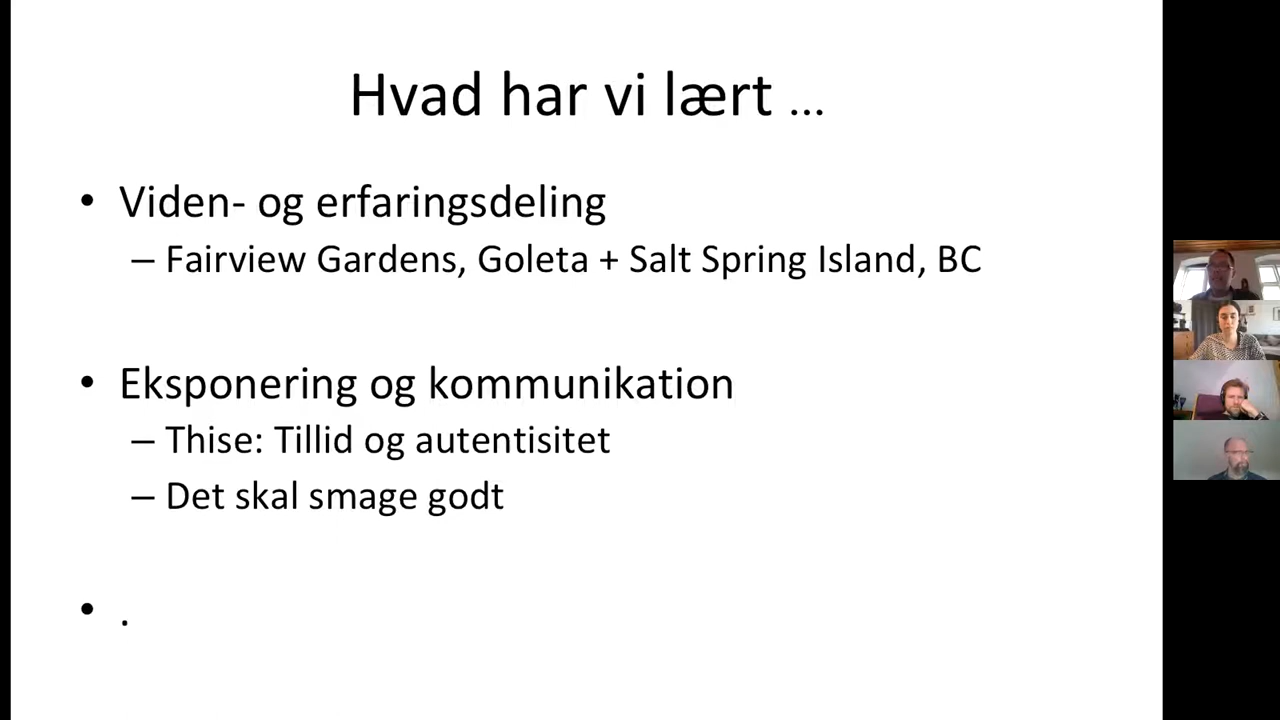 Hvad har vi lært ...
• Viden- og erfaringsdeling
– Fairview Gardens, Goleta + Salt Spring Island, BC
• Eksponering og kommunikation
– Thise: Tillid og autentisitet
– Det skal smage godt
• .